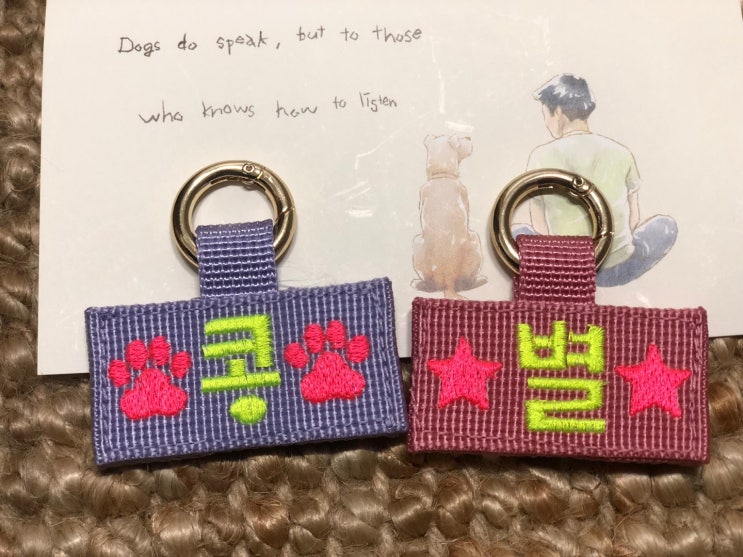 Dogs do speak, but to those
who knows how to listen
콩
별